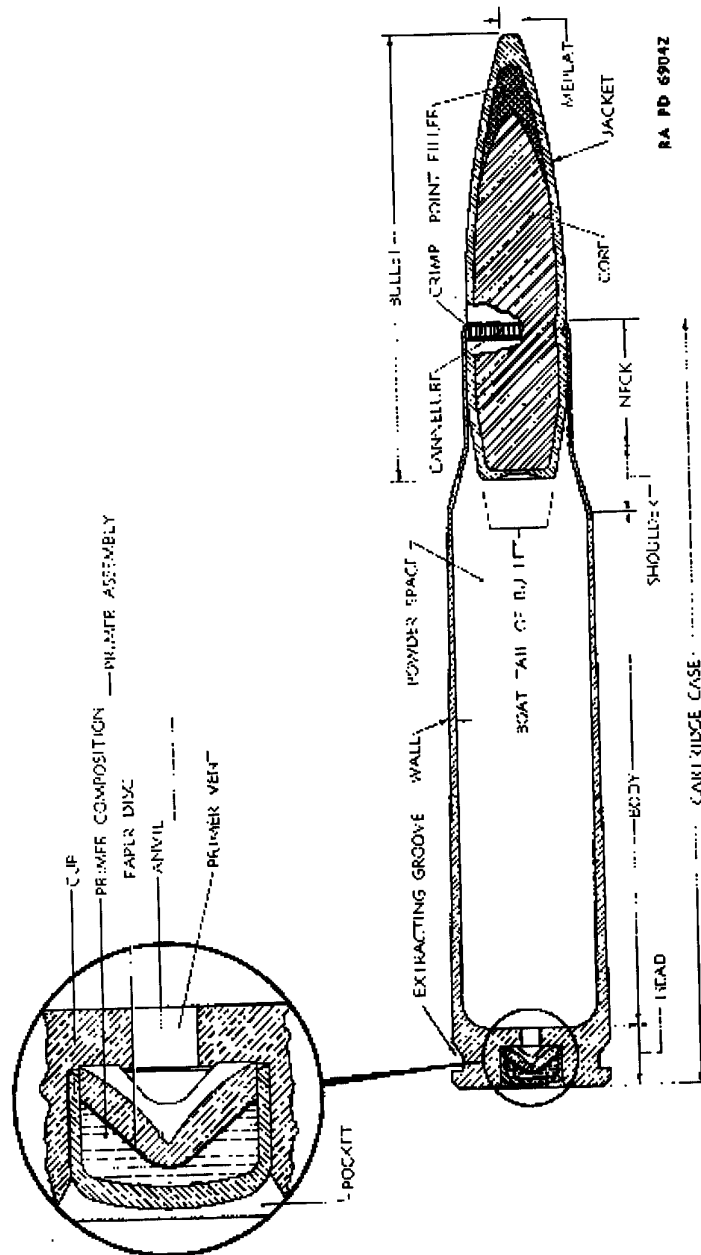 CUP
PRIMER COMPOSITION
PRIMER ASSEMBLY
PAPER DISC
ANVIL
PRIMER VENT
POCKET
EXTRACTING GROOVE
WALL
POWDER SPACE
BOAT TAIL OF BULLET
BULLET
CANNELURE
CRIMP
POINT FILLER
MEPLAT
JACKET
CORE
NECK
SHOULDER
BODY
HEAD
CARTRIDGE CASE
RA PD 69042